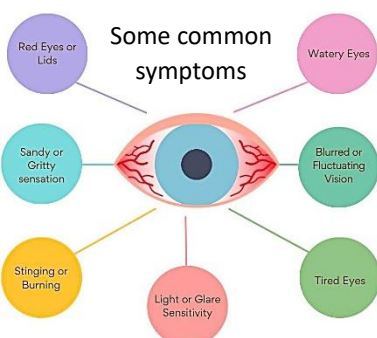 Some common
symptoms
Red Eyes or
Lids
Watery Eyes
Sandy or
Gritty
sensation
Blurred or
Fluctuating
Vision
Stinging or
Burning
Light or Glare
Sensitivity
Tired Eyes